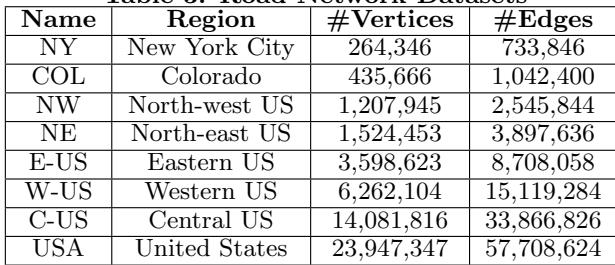 Table 3: Road Network Datasets
Name Region #Vertices #Edges
NY New York City 264,346 733,846
COL Colorado 435,666 1,042,400
NW North-west US 1,207,945 2,545,844
NE North-east US 1,524,453 3,897,636
E-US Eastern US 3,598,623 8,708,058
W-US Western US 6,262,104 15,119,284
C-US Central US 14,081,816 33,866,826
USA United States 23,947,347 57,708,624